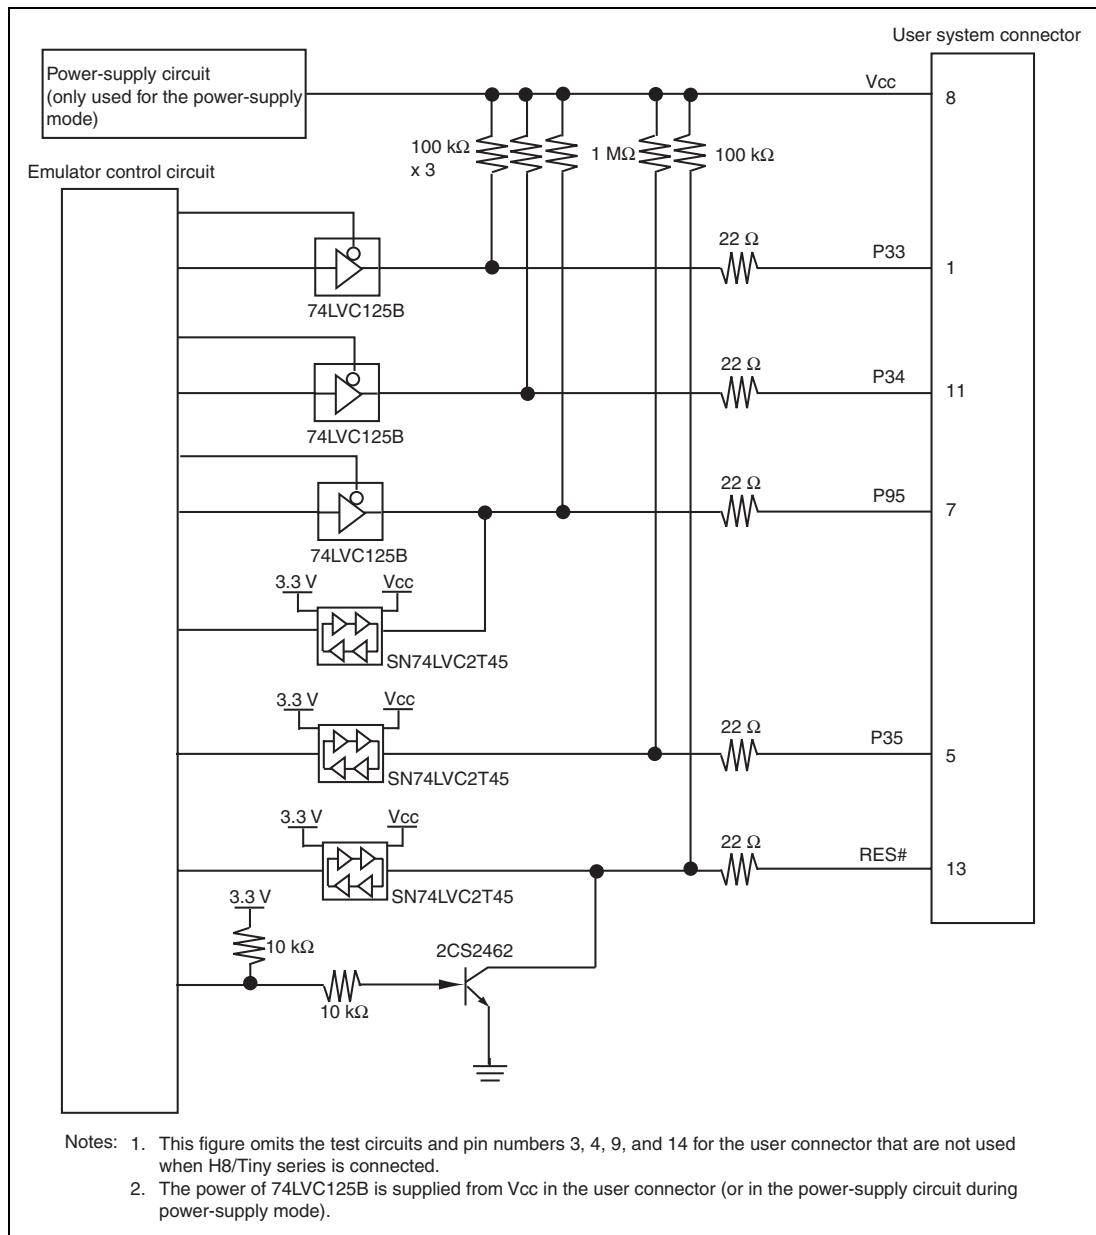 User system connector
Power-supply circuit
(only used for the power-supply
mode)
Vcc
8
100 kΩ
x 3
1 MΩ
100 kΩ
Emulator control circuit
22 Ω
P33
1
74LVC125B
22 Ω
P34
11
74LVC125B
22 Ω
P95
7
74LVC125B
3.3 V
Vcc
SN74LVC2T45
3.3 V
Vcc
22 Ω
P35
5
SN74LVC2T45
3.3 V
Vcc
22 Ω
RES#
13
SN74LVC2T45
3.3 V
10 kΩ
2CS2462
10 kΩ
Notes: 1. This figure omits the test circuits and pin numbers 3, 4, 9, and 14 for the user connector that are not used
when H8/Tiny series is connected.
2. The power of 74LVC125B is supplied from Vcc in the user connector (or in the power-supply circuit during
power-supply mode).